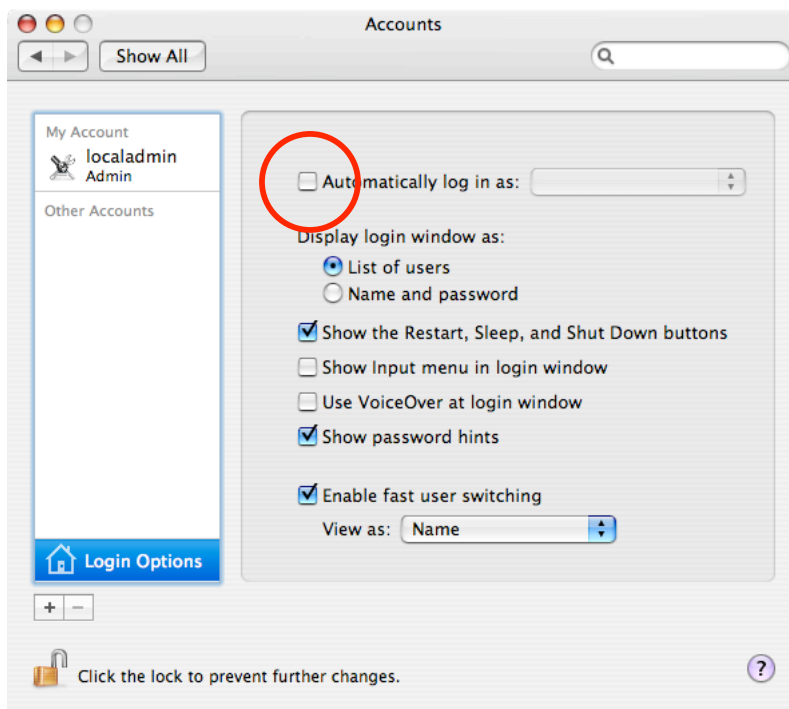 Accounts
Show All
My Account
localadmin
Admin
Other Accounts
Automatically log in as:
Display login window as:
List of users
Name and password
Show the Restart, Sleep, and Shut Down buttons
Show Input menu in login window
Use VoiceOver at login window
Show password hints
Enable fast user switching
View as: Name
Login Options
+ −
Click the lock to prevent further changes.
?